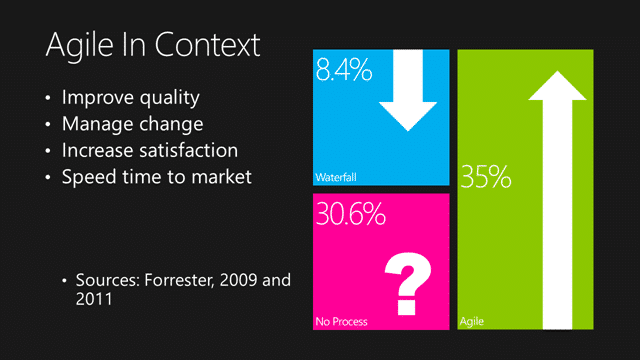 Agile In Context
• Improve quality
• Manage change
• Increase satisfaction
• Speed time to market
• Sources: Forrester, 2009 and
2011
8.4%
Waterfall
30.6%
?
No Process
35%
Agile